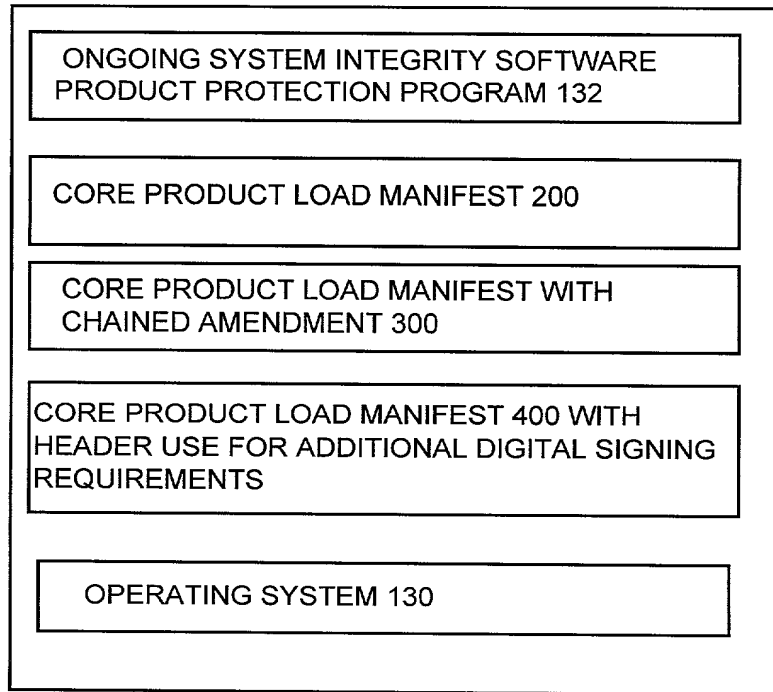 ONGOING SYSTEM INTEGRITY SOFTWARE
PRODUCT PROTECTION PROGRAM 132
CORE PRODUCT LOAD MANIFEST 200
CORE PRODUCT LOAD MANIFEST WITH
CHAINED AMENDMENT 300
CORE PRODUCT LOAD MANIFEST 400 WITH
HEADER USE FOR ADDITIONAL DIGITAL SIGNING
REQUIREMENTS
OPERATING SYSTEM 130